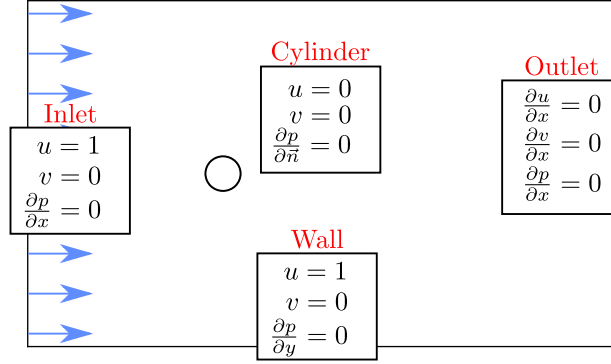 Inlet
u = 1
v = 0
∂p/∂x = 0
Cylinder
u = 0
v = 0
∂p/∂n⃗ = 0
Wall
u = 1
v = 0
∂p/∂y = 0
Outlet
∂u/∂x = 0
∂v/∂x = 0
∂p/∂x = 0